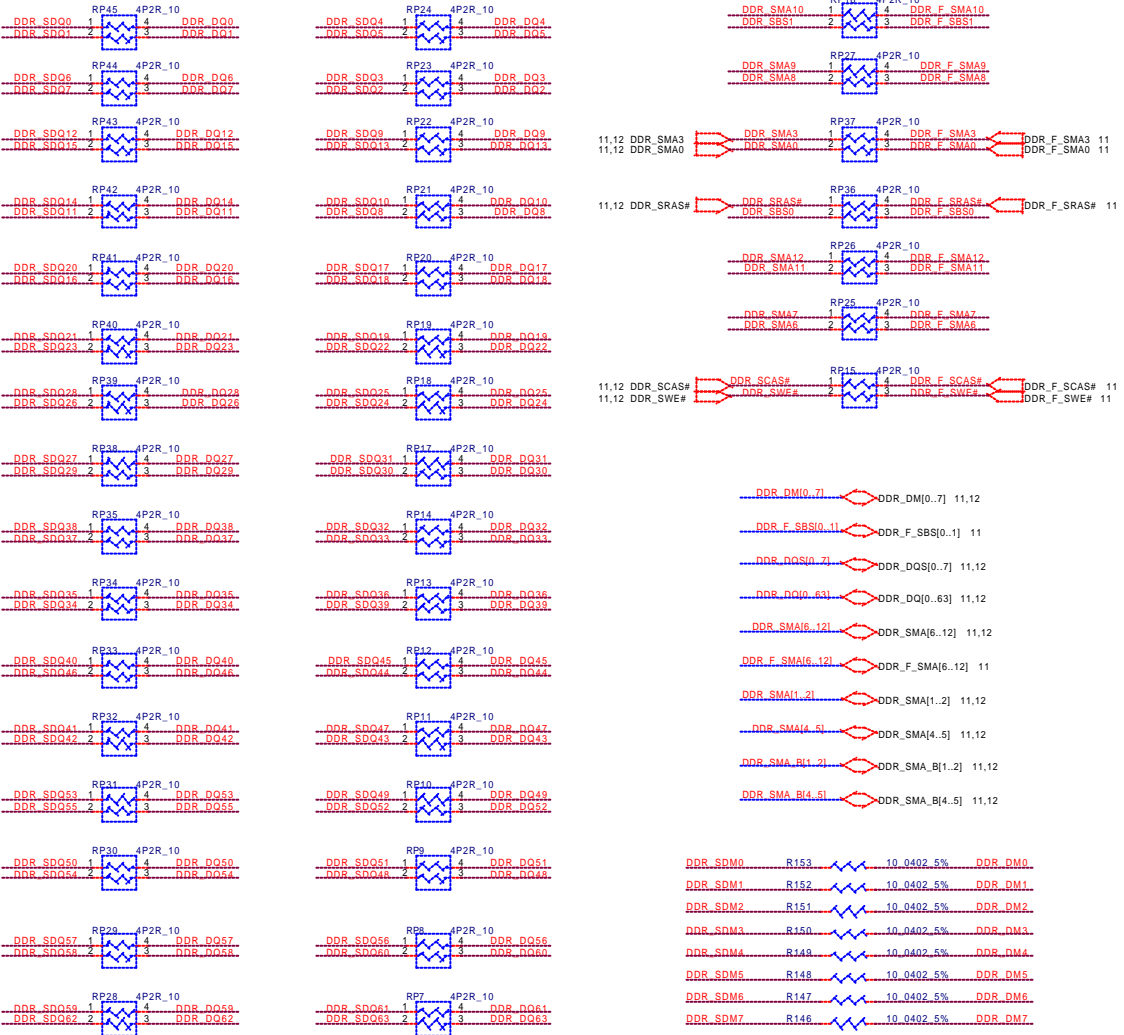 RP45 4P2R_10
DDR_SDQ0 1 4 DDR_DQ0
DDR_SDQ1 2 3 DDR_DQ1
RP44 4P2R_10
DDR_SDQ6 1 4 DDR_DQ6
DDR_SDQ7 2 3 DDR_DQ7
RP43 4P2R_10
DDR_SDQ12 1 4 DDR_DQ12
DDR_SDQ15 2 3 DDR_DQ15
RP42 4P2R_10
DDR_SDQ14 1 4 DDR_DQ14
DDR_SDQ11 2 3 DDR_DQ11
RP41 4P2R_10
DDR_SDQ20 1 4 DDR_DQ20
DDR_SDQ16 2 3 DDR_DQ16
RP40 4P2R_10
DDR_SDQ21 1 4 DDR_DQ21
DDR_SDQ23 2 3 DDR_DQ23
RP39 4P2R_10
DDR_SDQ28 1 4 DDR_DQ28
DDR_SDQ26 2 3 DDR_DQ26
RP38 4P2R_10
DDR_SDQ27 1 4 DDR_DQ27
DDR_SDQ29 2 3 DDR_DQ29
RP35 4P2R_10
DDR_SDQ38 1 4 DDR_DQ38
DDR_SDQ37 2 3 DDR_DQ37
RP34 4P2R_10
DDR_SDQ35 1 4 DDR_DQ35
DDR_SDQ34 2 3 DDR_DQ34
RP33 4P2R_10
DDR_SDQ40 1 4 DDR_DQ40
DDR_SDQ46 2 3 DDR_DQ46
RP32 4P2R_10
DDR_SDQ41 1 4 DDR_DQ41
DDR_SDQ42 2 3 DDR_DQ42
RP31 4P2R_10
DDR_SDQ53 1 4 DDR_DQ53
DDR_SDQ55 2 3 DDR_DQ55
RP30 4P2R_10
DDR_SDQ50 1 4 DDR_DQ50
DDR_SDQ54 2 3 DDR_DQ54
RP29 4P2R_10
DDR_SDQ57 1 4 DDR_DQ57
DDR_SDQ58 2 3 DDR_DQ58
RP28 4P2R_10
DDR_SDQ59 1 4 DDR_DQ59
DDR_SDQ62 2 3 DDR_DQ62
RP24 4P2R_10
DDR_SDQ4 1 4 DDR_DQ4
DDR_SDQ5 2 3 DDR_DQ5
RP23 4P2R_10
DDR_SDQ3 1 4 DDR_DQ3
DDR_SDQ2 2 3 DDR_DQ2
RP22 4P2R_10
DDR_SDQ9 1 4 DDR_DQ9
DDR_SDQ13 2 3 DDR_DQ13
RP21 4P2R_10
DDR_SDQ10 1 4 DDR_DQ10
DDR_SDQ8 2 3 DDR_DQ8
RP20 4P2R_10
DDR_SDQ17 1 4 DDR_DQ17
DDR_SDQ18 2 3 DDR_DQ18
RP19 4P2R_10
DDR_SDQ19 1 4 DDR_DQ19
DDR_SDQ22 2 3 DDR_DQ22
RP18 4P2R_10
DDR_SDQ25 1 4 DDR_DQ25
DDR_SDQ24 2 3 DDR_DQ24
RP17 4P2R_10
DDR_SDQ31 1 4 DDR_DQ31
DDR_SDQ30 2 3 DDR_DQ30
RP14 4P2R_10
DDR_SDQ32 1 4 DDR_DQ32
DDR_SDQ33 2 3 DDR_DQ33
RP13 4P2R_10
DDR_SDQ36 1 4 DDR_DQ36
DDR_SDQ39 2 3 DDR_DQ39
RP12 4P2R_10
DDR_SDQ45 1 4 DDR_DQ45
DDR_SDQ44 2 3 DDR_DQ44
RP11 4P2R_10
DDR_SDQ47 1 4 DDR_DQ47
DDR_SDQ43 2 3 DDR_DQ43
RP10 4P2R_10
DDR_SDQ49 1 4 DDR_DQ49
DDR_SDQ52 2 3 DDR_DQ52
RP9 4P2R_10
DDR_SDQ51 1 4 DDR_DQ51
DDR_SDQ48 2 3 DDR_DQ48
RP8 4P2R_10
DDR_SDQ56 1 4 DDR_DQ56
DDR_SDQ60 2 3 DDR_DQ60
RP7 4P2R_10
DDR_SDQ61 1 4 DDR_DQ61
DDR_SDQ63 2 3 DDR_DQ63
4P2R_10
DDR_SMA10 1 4 DDR_F_SMA10
DDR_SBS1 2 3 DDR_F_SBS1
RP27 4P2R_10
DDR_SMA9 1 4 DDR_F_SMA9
DDR_SMA8 2 3 DDR_F_SMA8
RP37 4P2R_10
11,12 DDR_SMA3 DDR_SMA3 1 4 DDR_F_SMA3 DDR_F_SMA3 11
11,12 DDR_SMA0 DDR_SMA0 2 3 DDR_F_SMA0 DDR_F_SMA0 11
RP36 4P2R_10
11,12 DDR_SRAS# DDR_SRAS# 1 4 DDR_F_SRAS# DDR_F_SRAS# 11
DDR_SBS0 2 3 DDR_F_SBS0
RP26 4P2R_10
DDR_SMA12 1 4 DDR_F_SMA12
DDR_SMA11 2 3 DDR_F_SMA11
RP25 4P2R_10
DDR_SMA7 1 4 DDR_F_SMA7
DDR_SMA6 2 3 DDR_F_SMA6
RP15 4P2R_10
11,12 DDR_SCAS# DDR_SCAS# 1 4 DDR_F_SCAS# DDR_F_SCAS# 11
11,12 DDR_SWE# DDR_SWE# 2 3 DDR_F_SWE# DDR_F_SWE# 11
DDR_DM[0..7] DDR_DM[0..7] 11,12
DDR_F_SBS[0..1] DDR_F_SBS[0..1] 11
DDR_DQS[0..7] DDR_DQS[0..7] 11,12
DDR_DQ[0..63] DDR_DQ[0..63] 11,12
DDR_SMA[6..12] DDR_SMA[6..12] 11,12
DDR_F_SMA[6..12] DDR_F_SMA[6..12] 11
DDR_SMA[1..2] DDR_SMA[1..2] 11,12
DDR_SMA[4..5] DDR_SMA[4..5] 11,12
DDR_SMA_B[1..2] DDR_SMA_B[1..2] 11,12
DDR_SMA_B[4..5] DDR_SMA_B[4..5] 11,12
DDR_SDM0 R153 10_0402_5% DDR_DM0
DDR_SDM1 R152 10_0402_5% DDR_DM1
DDR_SDM2 R151 10_0402_5% DDR_DM2
DDR_SDM3 R150 10_0402_5% DDR_DM3
DDR_SDM4 R149 10_0402_5% DDR_DM4
DDR_SDM5 R148 10_0402_5% DDR_DM5
DDR_SDM6 R147 10_0402_5% DDR_DM6
DDR_SDM7 R146 10_0402_5% DDR_DM7